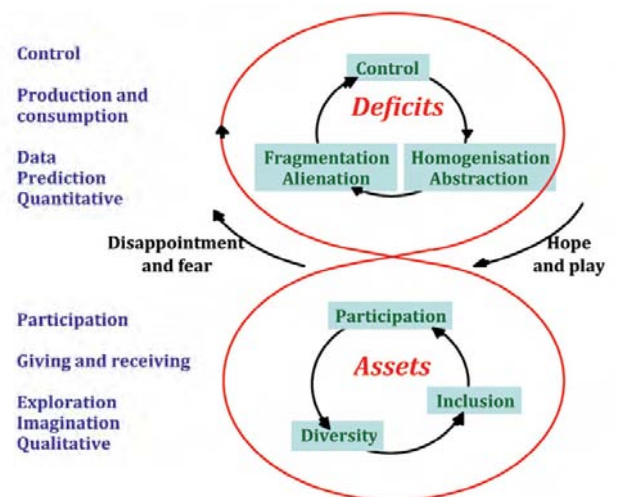 Control
Production and
consumption
Data
Prediction
Quantitative
Control
Deficits
Fragmentation
Alienation
Homogenisation
Abstraction
Disappointment
and fear
Hope
and play
Participation
Giving and receiving
Exploration
Imagination
Qualitative
Participation
Assets
Inclusion
Diversity